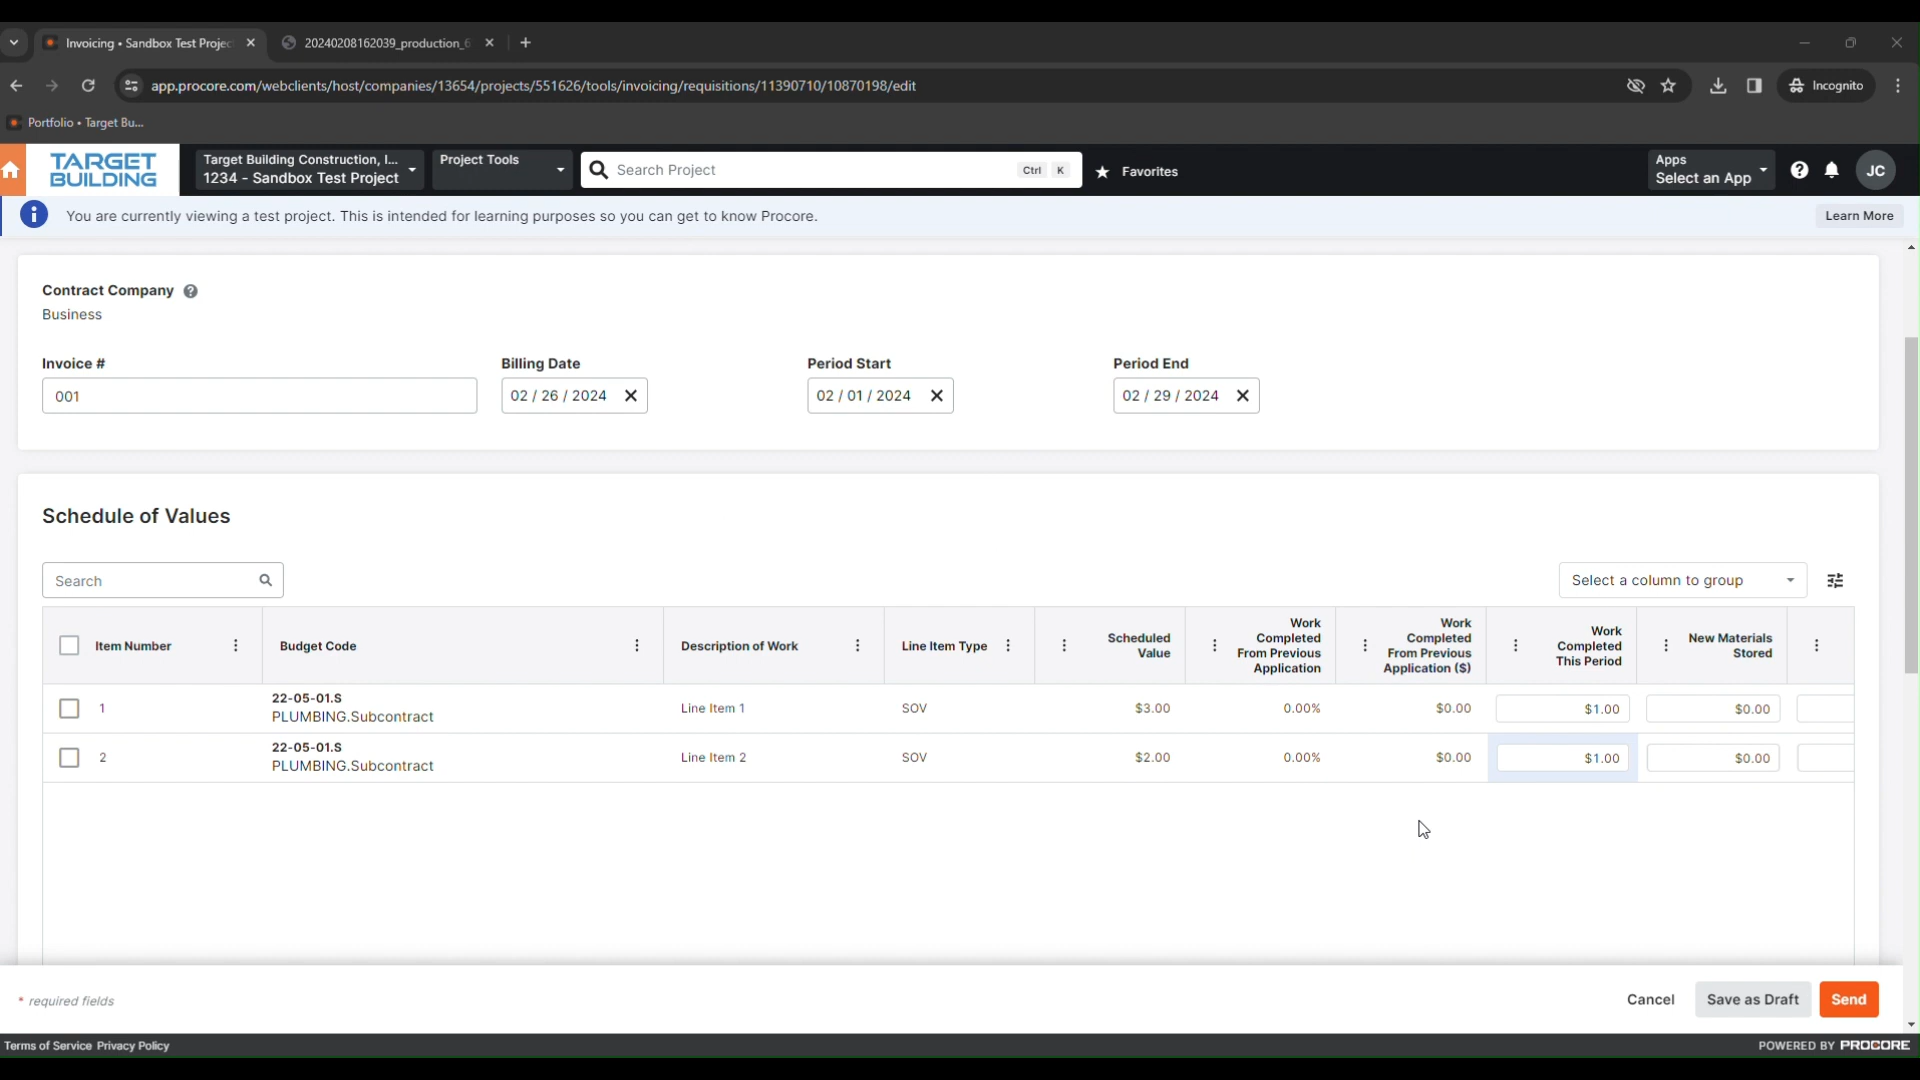 Invoicing • Sandbox Test Projec
20240208162039_production_6
app.procore.com/webclients/host/companies/13654/projects/551626/tools/invoicing/requisitions/11390710/10870198/edit
Incognito
Portfolio • Target Bu...
TARGET
BUILDING
Target Building Construction, I...
1234 - Sandbox Test Project
Project Tools
Search Project
Ctrl K
Favorites
Apps
Select an App
JC
You are currently viewing a test project. This is intended for learning purposes so you can get to know Procore.
Learn More
Contract Company
Business
Invoice #
Billing Date
Period Start
Period End
001
02 / 26 / 2024
02 / 01 / 2024
02 / 29 / 2024
Schedule of Values
Search
Select a column to group
Item Number
Budget Code
Description of Work
Line Item Type
Scheduled
Value
Work
Completed
From Previous
Application
Work
Completed
From Previous
Application ($)
Work
Completed
This Period
New Materials
Stored
1
22-05-01.S
PLUMBING.Subcontract
Line Item 1
SOV
$3.00
0.00%
$0.00
$1.00
$0.00
2
22-05-01.S
PLUMBING.Subcontract
Line Item 2
SOV
$2.00
0.00%
$0.00
$1.00
$0.00
* required fields
Cancel
Save as Draft
Send
Terms of Service Privacy Policy
POWERED BY PROCORE